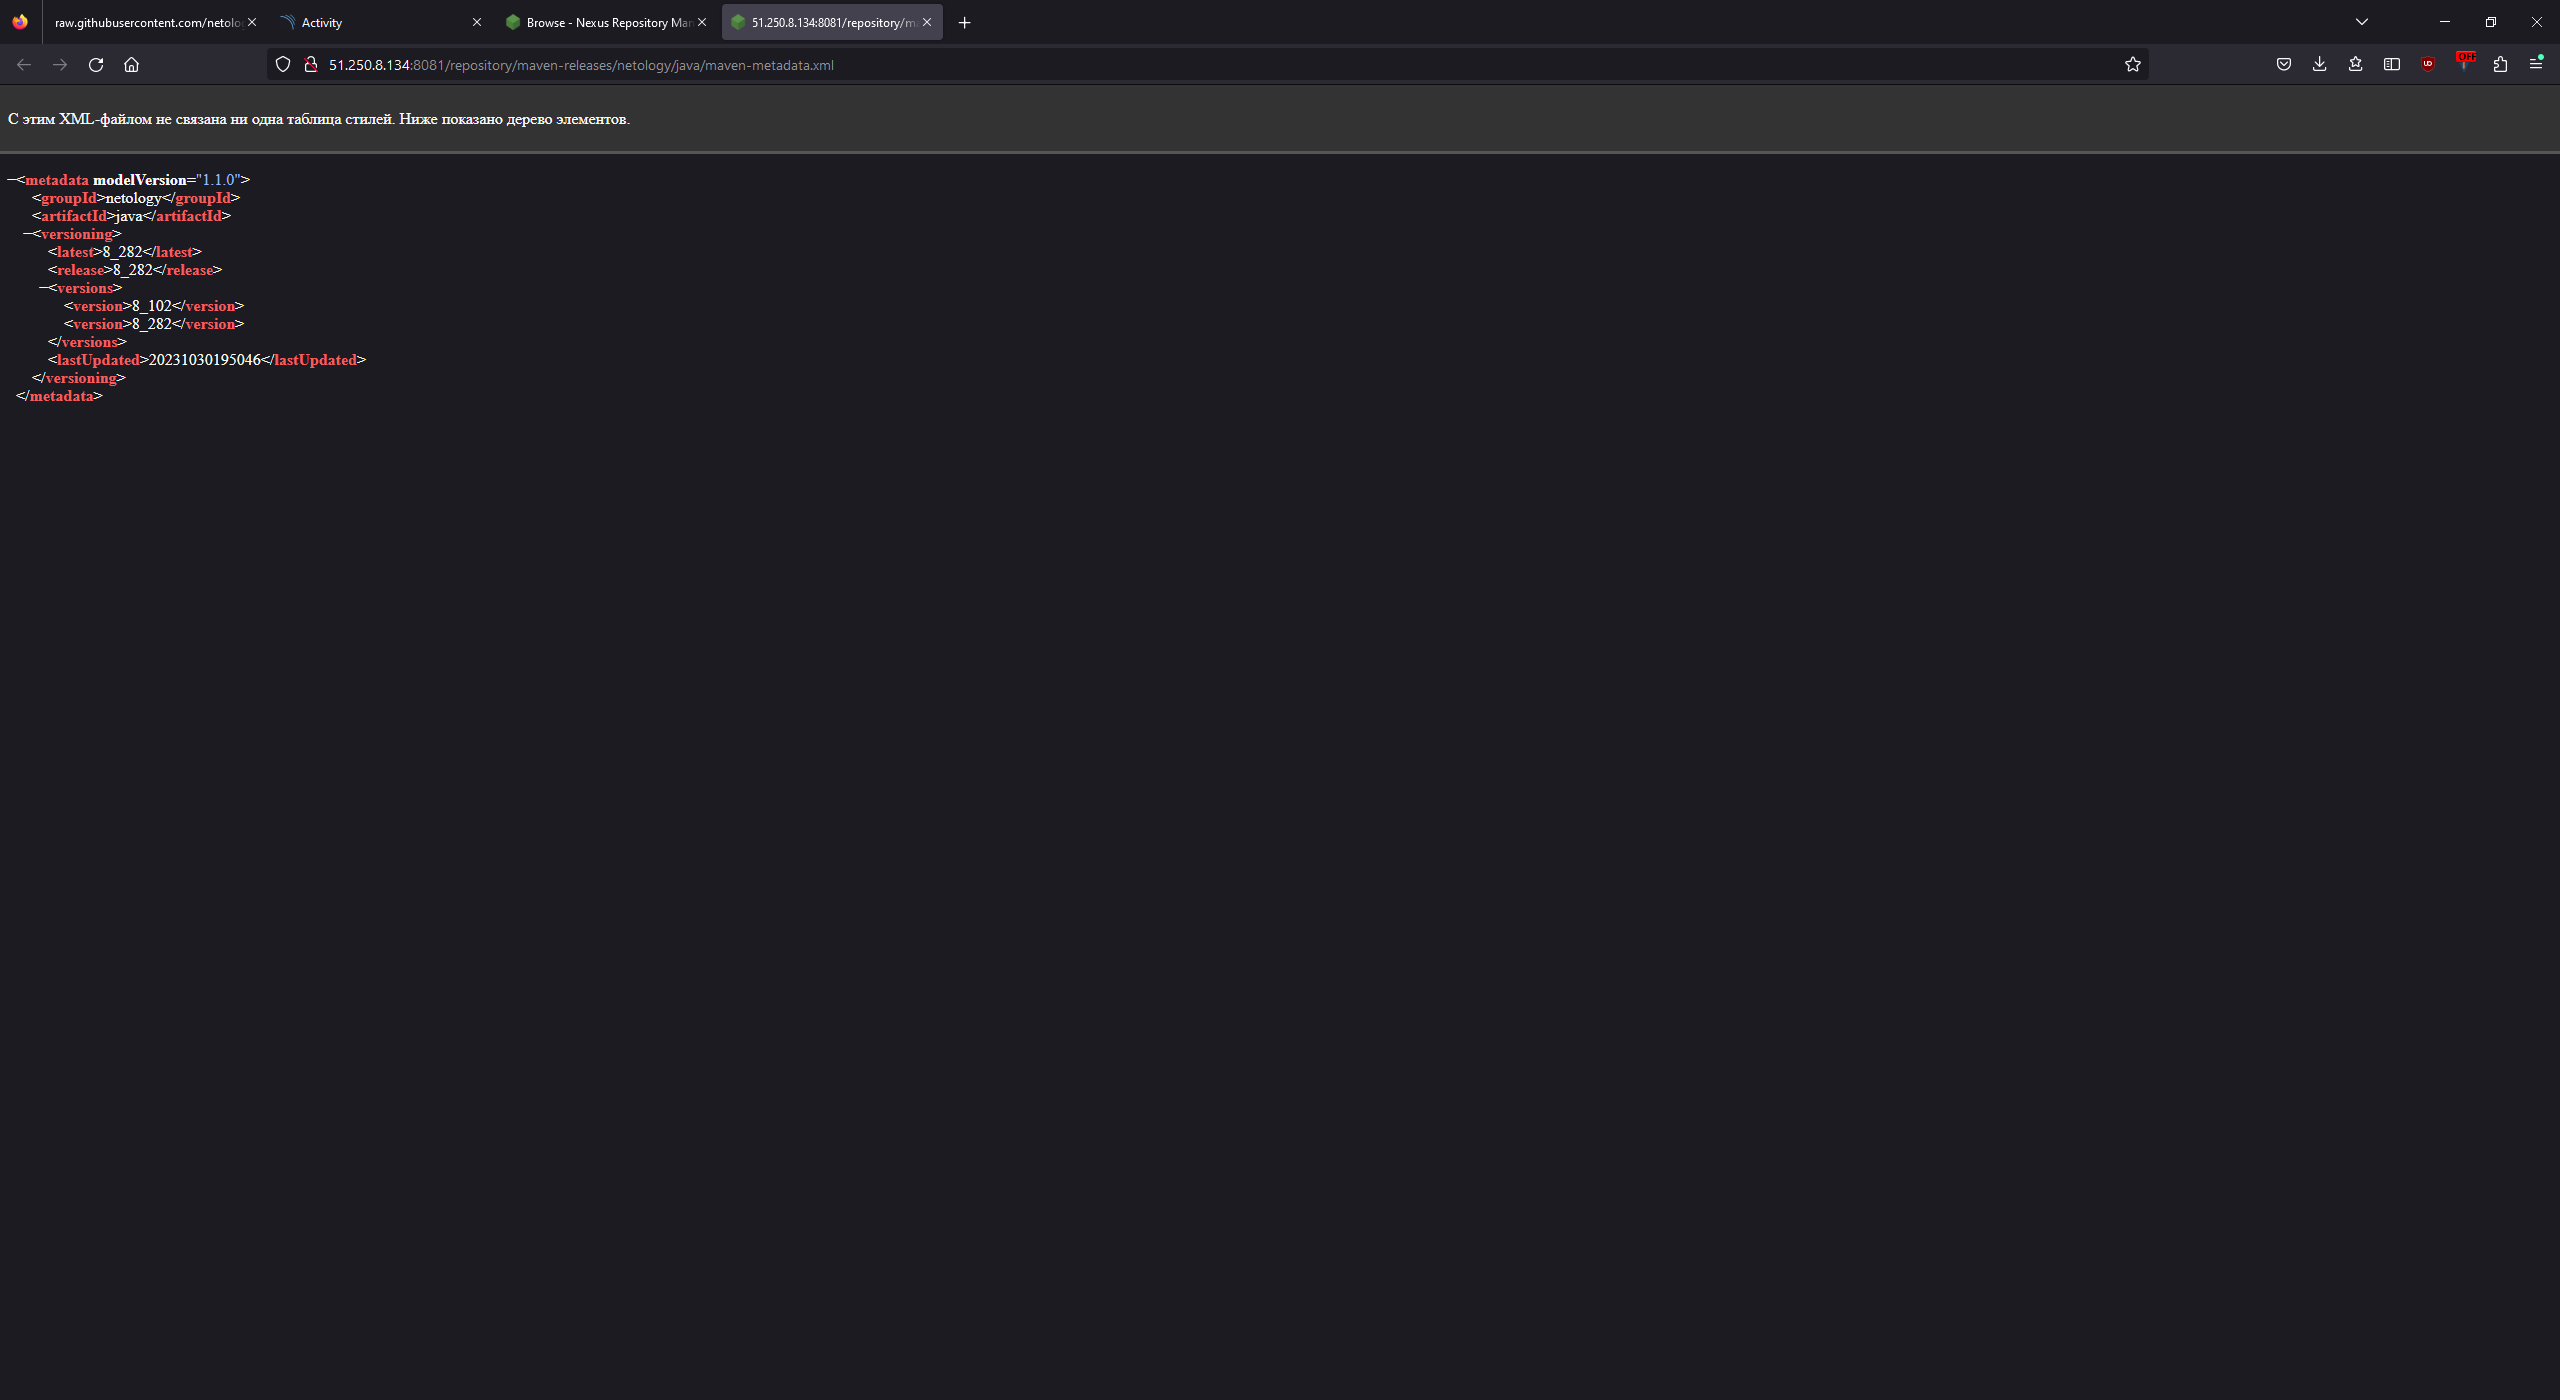 raw.githubusercontent.com/netolo
Activity
Browse - Nexus Repository Man
51.250.8.134:8081/repository/m
51.250.8.134:8081/repository/maven-releases/netology/java/maven-metadata.xml
OFF
С этим XML-файлом не связана ни одна таблица стилей. Ниже показано дерево элементов.
−<metadata modelVersion="1.1.0">
<groupId>netology</groupId>
<artifactId>java</artifactId>
−<versioning>
<latest>8_282</latest>
<release>8_282</release>
−<versions>
<version>8_102</version>
<version>8_282</version>
</versions>
<lastUpdated>20231030195046</lastUpdated>
</versioning>
</metadata>